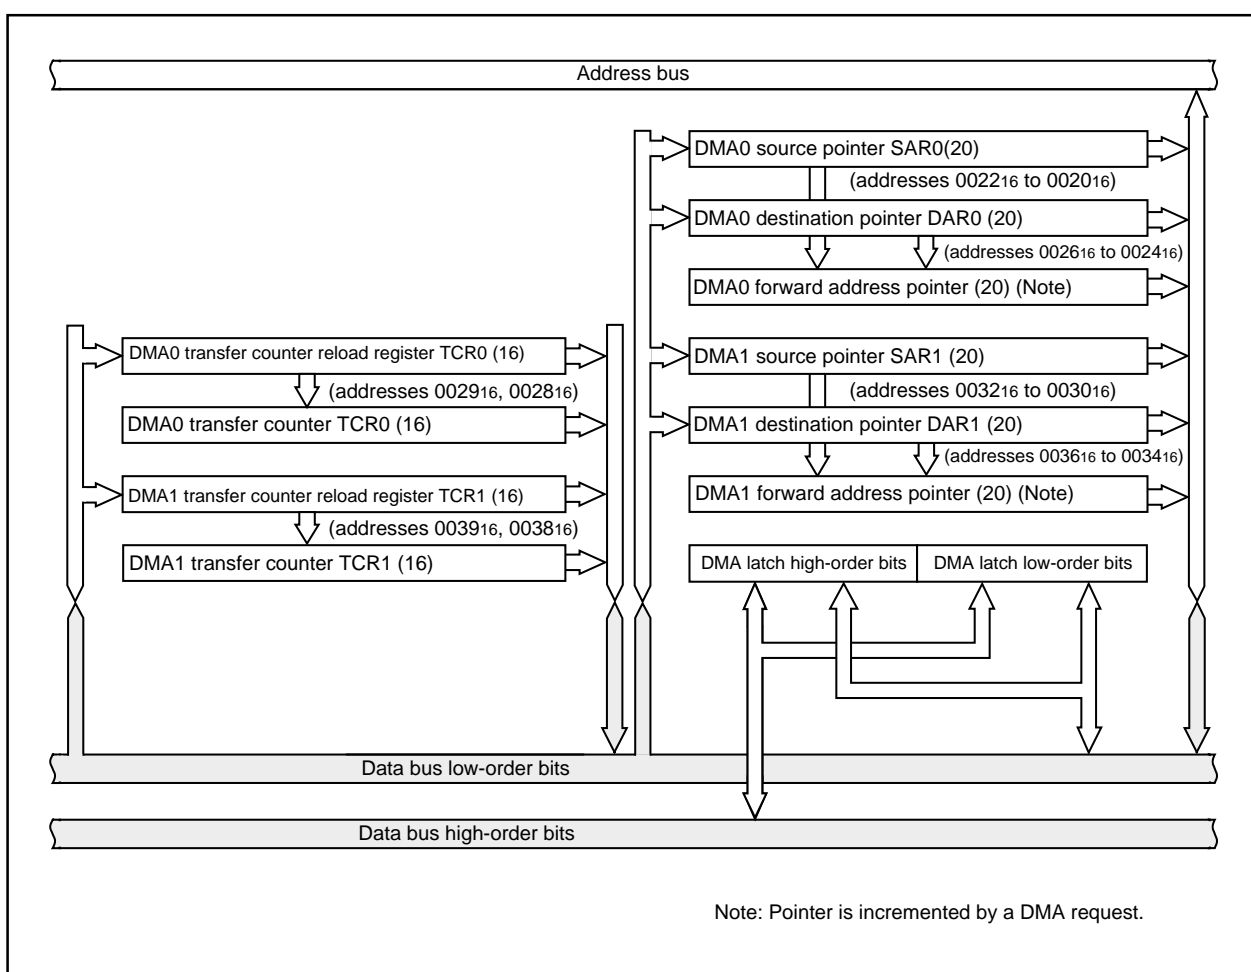 Address bus
DMA0 source pointer SAR0(20)
(addresses 002216 to 002016)
DMA0 destination pointer DAR0 (20)
(addresses 002616 to 002416)
DMA0 forward address pointer (20) (Note)
DMA0 transfer counter reload register TCR0 (16)
(addresses 002916, 002816)
DMA0 transfer counter TCR0 (16)
DMA1 transfer counter reload register TCR1 (16)
(addresses 003916, 003816)
DMA1 transfer counter TCR1 (16)
DMA1 source pointer SAR1 (20)
(addresses 003216 to 003016)
DMA1 destination pointer DAR1 (20)
(addresses 003616 to 003416)
DMA1 forward address pointer (20) (Note)
DMA latch high-order bits
DMA latch low-order bits
Data bus low-order bits
Data bus high-order bits
Note: Pointer is incremented by a DMA request.